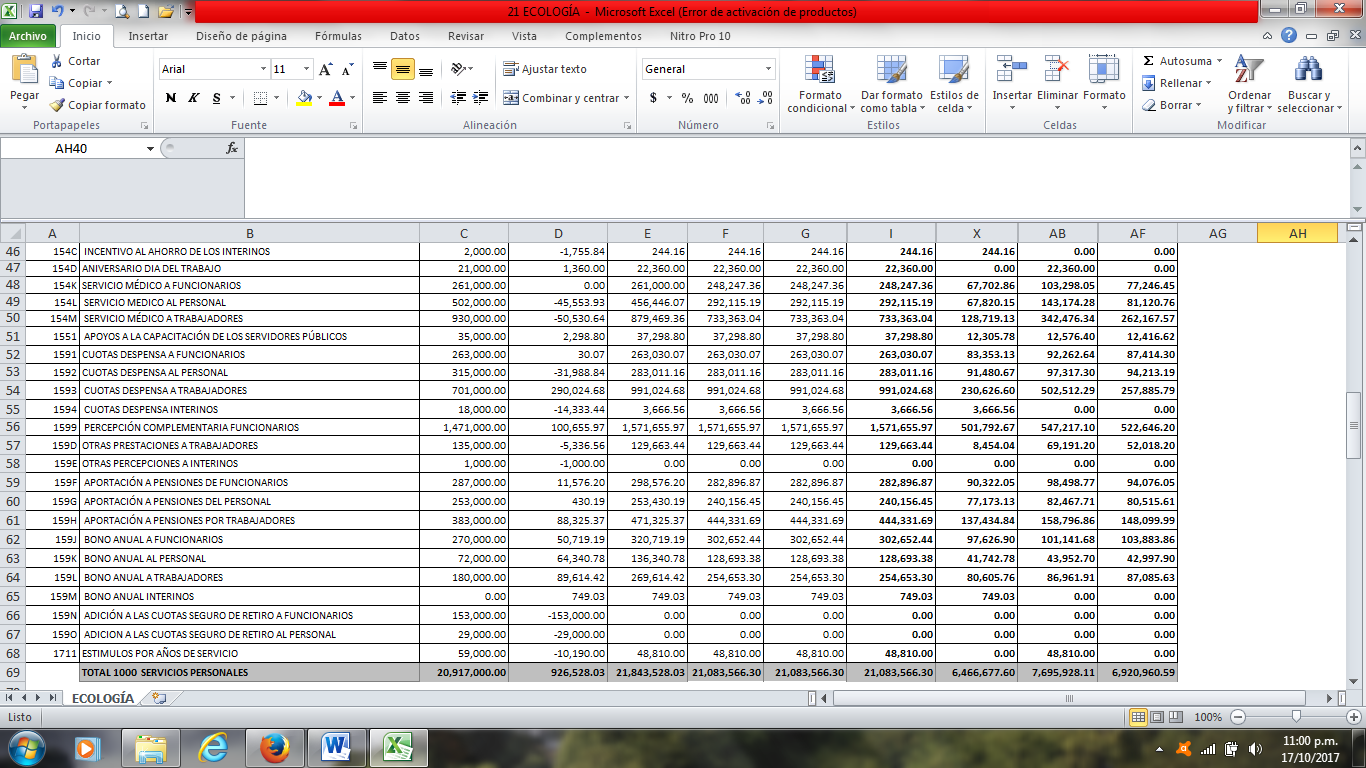 21 ECOLOGÍA - Microsoft Excel (Error de activación de productos)
Archivo Inicio Insertar Diseño de página Fórmulas Datos Revisar Vista Complementos Nitro Pro 10
Pegar
Cortar
Copiar
Copiar formato
Portapapeles
Arial 11
N K S
Fuente
Ajustar texto
Combinar y centrar
Alineación
General
$ % 000
Número
Formato condicional
Dar formato como tabla
Estilos de celda
Estilos
Insertar Eliminar Formato
Celdas
Autosuma
Rellenar
Borrar
Ordenar y filtrar
Buscar y seleccionar
Modificar
AH40 fx
A B C D E F G I X AB AF AG AH
46 154C INCENTIVO AL AHORRO DE LOS INTERINOS 2,000.00 -1,755.84 244.16 244.16 244.16 244.16 244.16 0.00 0.00
47 154D ANIVERSARIO DIA DEL TRABAJO 21,000.00 1,360.00 22,360.00 22,360.00 22,360.00 22,360.00 0.00 22,360.00 0.00
48 154K SERVICIO MÉDICO A FUNCIONARIOS 261,000.00 0.00 261,000.00 248,247.36 248,247.36 248,247.36 67,702.86 103,298.05 77,246.45
49 154L SERVICIO MEDICO AL PERSONAL 502,000.00 -45,553.93 456,446.07 292,115.19 292,115.19 292,115.19 67,820.15 143,174.28 81,120.76
50 154M SERVICIO MÉDICO A TRABAJADORES 930,000.00 -50,530.64 879,469.36 733,363.04 733,363.04 733,363.04 128,719.13 342,476.34 262,167.57
51 1551 APOYOS A LA CAPACITACIÓN DE LOS SERVIDORES PÚBLICOS 35,000.00 2,298.80 37,298.80 37,298.80 37,298.80 37,298.80 12,305.78 12,576.40 12,416.62
52 1591 CUOTAS DESPENSA A FUNCIONARIOS 263,000.00 30.07 263,030.07 263,030.07 263,030.07 263,030.07 83,353.13 92,262.64 87,414.30
53 1592 CUOTAS DESPENSA AL PERSONAL 315,000.00 -31,988.84 283,011.16 283,011.16 283,011.16 283,011.16 91,480.67 97,317.30 94,213.19
54 1593 CUOTAS DESPENSA A TRABAJADORES 701,000.00 290,024.68 991,024.68 991,024.68 991,024.68 991,024.68 230,626.60 502,512.29 257,885.79
55 1594 CUOTAS DESPENSA INTERINOS 18,000.00 -14,333.44 3,666.56 3,666.56 3,666.56 3,666.56 3,666.56 0.00 0.00
56 1599 PERCEPCIÓN COMPLEMENTARIA FUNCIONARIOS 1,471,000.00 100,655.97 1,571,655.97 1,571,655.97 1,571,655.97 1,571,655.97 501,792.67 547,217.10 522,646.20
57 159D OTRAS PRESTACIONES A TRABAJADORES 135,000.00 -5,336.56 129,663.44 129,663.44 129,663.44 129,663.44 8,454.04 69,191.20 52,018.20
58 159E OTRAS PERCEPCIONES A INTERINOS 1,000.00 -1,000.00 0.00 0.00 0.00 0.00 0.00 0.00 0.00
59 159F APORTACIÓN A PENSIONES DE FUNCIONARIOS 287,000.00 11,576.20 298,576.20 282,896.87 282,896.87 282,896.87 90,322.05 98,498.77 94,076.05
60 159G APORTACIÓN A PENSIONES DEL PERSONAL 253,000.00 430.19 253,430.19 240,156.45 240,156.45 240,156.45 77,173.13 82,467.71 80,515.61
61 159H APORTACIÓN A PENSIONES POR TRABAJADORES 383,000.00 88,325.37 471,325.37 444,331.69 444,331.69 444,331.69 137,434.84 158,796.86 148,099.99
62 159J BONO ANUAL A FUNCIONARIOS 270,000.00 50,719.19 320,719.19 302,652.44 302,652.44 302,652.44 97,626.90 101,141.68 103,883.86
63 159K BONO ANUAL AL PERSONAL 72,000.00 64,340.78 136,340.78 128,693.38 128,693.38 128,693.38 41,742.78 43,952.70 42,997.90
64 159L BONO ANUAL A TRABAJADORES 180,000.00 89,614.42 269,614.42 254,653.30 254,653.30 254,653.30 80,605.76 86,961.91 87,085.63
65 159M BONO ANUAL INTERINOS 0.00 749.03 749.03 749.03 749.03 749.03 749.03 0.00 0.00
66 159N ADICIÓN A LAS CUOTAS SEGURO DE RETIRO A FUNCIONARIOS 153,000.00 -153,000.00 0.00 0.00 0.00 0.00 0.00 0.00 0.00
67 159O ADICION A LAS CUOTAS SEGURO DE RETIRO AL PERSONAL 29,000.00 -29,000.00 0.00 0.00 0.00 0.00 0.00 0.00 0.00
68 1711 ESTIMULOS POR AÑOS DE SERVICIO 59,000.00 -10,190.00 48,810.00 48,810.00 48,810.00 48,810.00 0.00 48,810.00 0.00
69 TOTAL 1000 SERVICIOS PERSONALES 20,917,000.00 926,528.03 21,843,528.03 21,083,566.30 21,083,566.30 21,083,566.30 6,466,677.60 7,695,928.11 6,920,960.59
ECOLOGÍA
Listo 100%
11:00 p.m.
17/10/2017